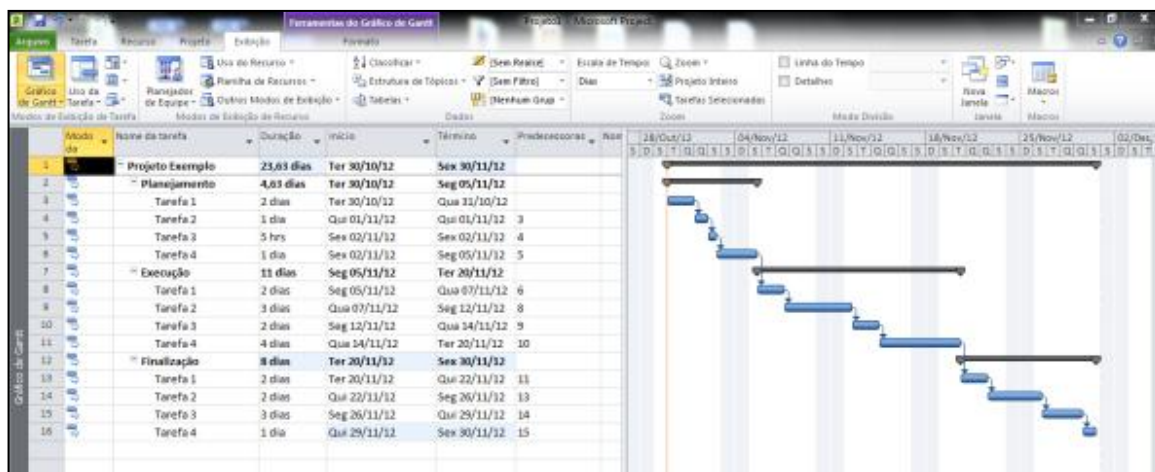 Ferramentas do Gráfico de Gantt
Projeto1 - Microsoft Project
Arquivo Tarefa Recurso Projeto Exibição Formato
Gráfico de Gantt
Uso da Tarefa
Planejador de Equipe
Uso do Recurso
Planilha de Recursos
Outros Modos de Exibição
Classificar
Estrutura de Tópicos
Tabelas
[Sem Realce]
[Sem Filtro]
[Nenhum Grup
Escala de Tempo:
Dias
Zoom
Projeto Inteiro
Tarefas Selecionadas
Linha do Tempo
Detalhes
Nova Janela
Macros
Modos de Exibição de Tarefa Modos de Exibição de Recurso Dados Zoom Modo Divisão Janela Macros
Modo da Nome da tarefa Duração Início Término Predecessoras Nom
28/Out/12 04/Nov/12 11/Nov/12 18/Nov/12 25/Nov/12 02/Dez,
S D S T Q Q S S D S T Q Q S S D S T Q Q S S D S T Q Q S S D S T Q Q S S D S T
1 Projeto Exemplo 23,63 dias Ter 30/10/12 Sex 30/11/12
2 Planejamento 4,63 dias Ter 30/10/12 Seg 05/11/12
3 Tarefa 1 2 dias Ter 30/10/12 Qua 31/10/12
4 Tarefa 2 1 dia Qui 01/11/12 Qui 01/11/12 3
5 Tarefa 3 5 hrs Sex 02/11/12 Sex 02/11/12 4
6 Tarefa 4 1 dia Sex 02/11/12 Seg 05/11/12 5
7 Execução 11 dias Seg 05/11/12 Ter 20/11/12
8 Tarefa 1 2 dias Seg 05/11/12 Qua 07/11/12 6
9 Tarefa 2 3 dias Qua 07/11/12 Seg 12/11/12 8
10 Tarefa 3 2 dias Seg 12/11/12 Qua 14/11/12 9
11 Tarefa 4 4 dias Qua 14/11/12 Ter 20/11/12 10
12 Finalização 8 dias Ter 20/11/12 Sex 30/11/12
13 Tarefa 1 2 dias Ter 20/11/12 Qui 22/11/12 11
14 Tarefa 2 2 dias Qui 22/11/12 Seg 26/11/12 13
15 Tarefa 3 3 dias Seg 26/11/12 Qui 29/11/12 14
16 Tarefa 4 1 dia Qui 29/11/12 Sex 30/11/12 15
Gráfico de Gantt